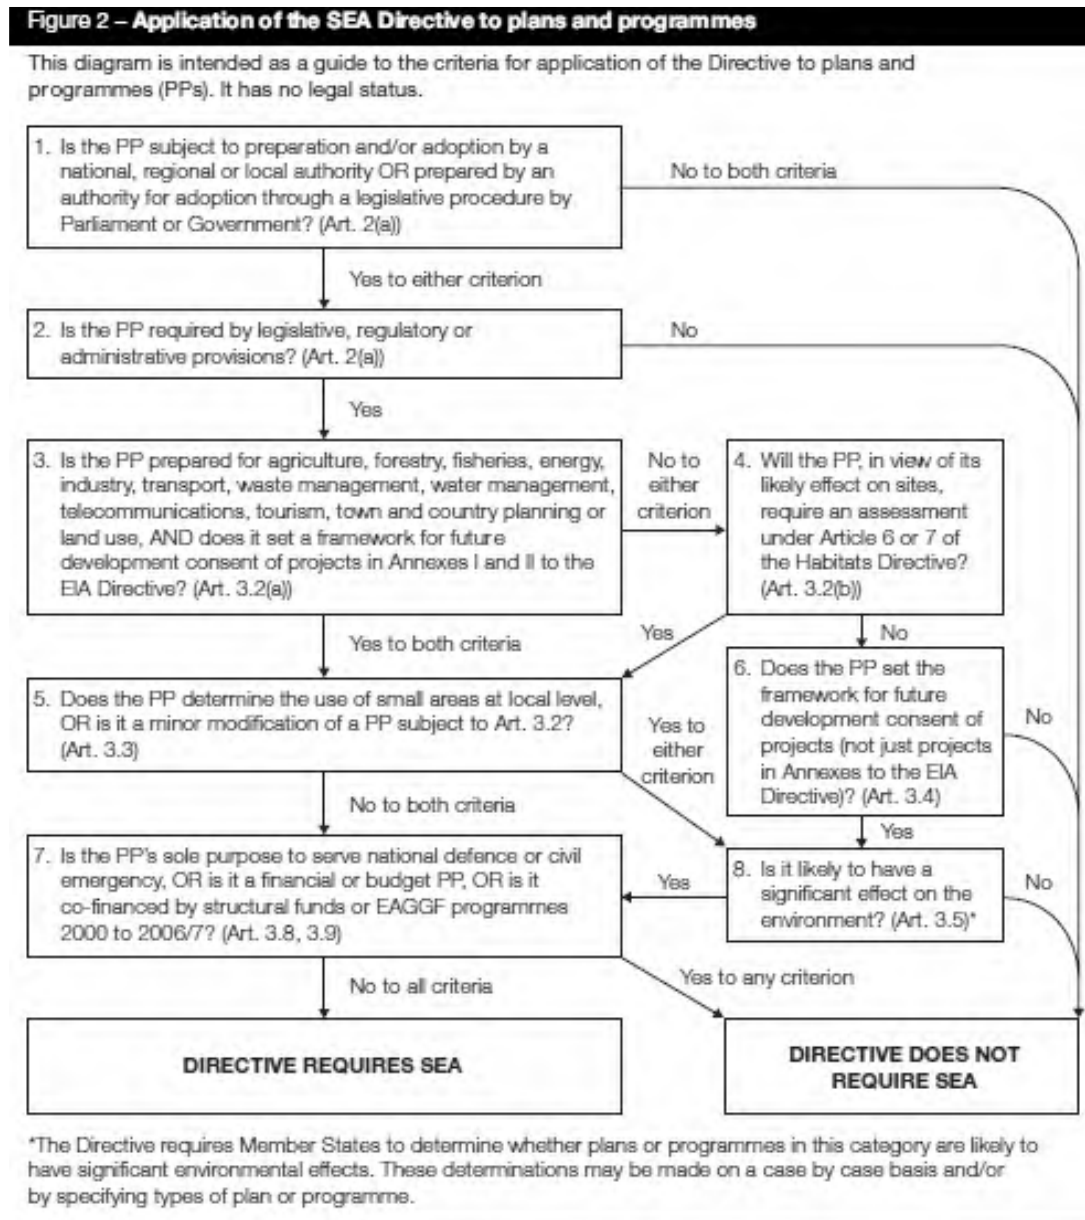 Figure 2 – Application of the SEA Directive to plans and programmes
This diagram is intended as a guide to the criteria for application of the Directive to plans and
programmes (PPs). It has no legal status.
1. Is the PP subject to preparation and/or adoption by a
national, regional or local authority OR prepared by an
authority for adoption through a legislative procedure by
Parliament or Government? (Art. 2(a))
No to both criteria
Yes to either criterion
2. Is the PP required by legislative, regulatory or
administrative provisions? (Art. 2(a))
No
Yes
3. Is the PP prepared for agriculture, forestry, fisheries, energy,
industry, transport, waste management, water management,
telecommunications, tourism, town and country planning or
land use, AND does it set a framework for future
development consent of projects in Annexes I and II to the
EIA Directive? (Art. 3.2(a))
No to
either
criterion
4. Will the PP, in view of its
likely effect on sites,
require an assessment
under Article 6 or 7 of
the Habitats Directive?
(Art. 3.2(b))
Yes to both criteria
Yes
No
5. Does the PP determine the use of small areas at local level,
OR is it a minor modification of a PP subject to Art. 3.2?
(Art. 3.3)
Yes to
either
criterion
6. Does the PP set the
framework for future
development consent of
projects (not just projects
in Annexes to the EIA
Directive)? (Art. 3.4)
No
No to both criteria
Yes
7. Is the PP's sole purpose to serve national defence or civil
emergency, OR is it a financial or budget PP, OR is it
co-financed by structural funds or EAGGF programmes
2000 to 2006/7? (Art. 3.8, 3.9)
Yes
8. Is it likely to have a
significant effect on the
environment? (Art. 3.5)*
No
No to all criteria
Yes to any criterion
DIRECTIVE REQUIRES SEA
DIRECTIVE DOES NOT
REQUIRE SEA
*The Directive requires Member States to determine whether plans or programmes in this category are likely to
have significant environmental effects. These determinations may be made on a case by case basis and/or
by specifying types of plan or programme.